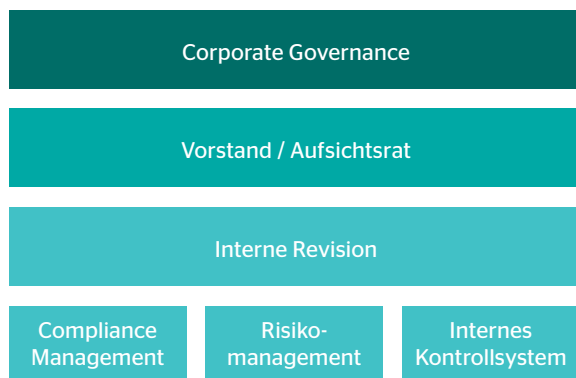 Corporate Governance
Vorstand / Aufsichtsrat
Interne Revision
Compliance
Management
Risiko-
management
Internes
Kontrollsystem